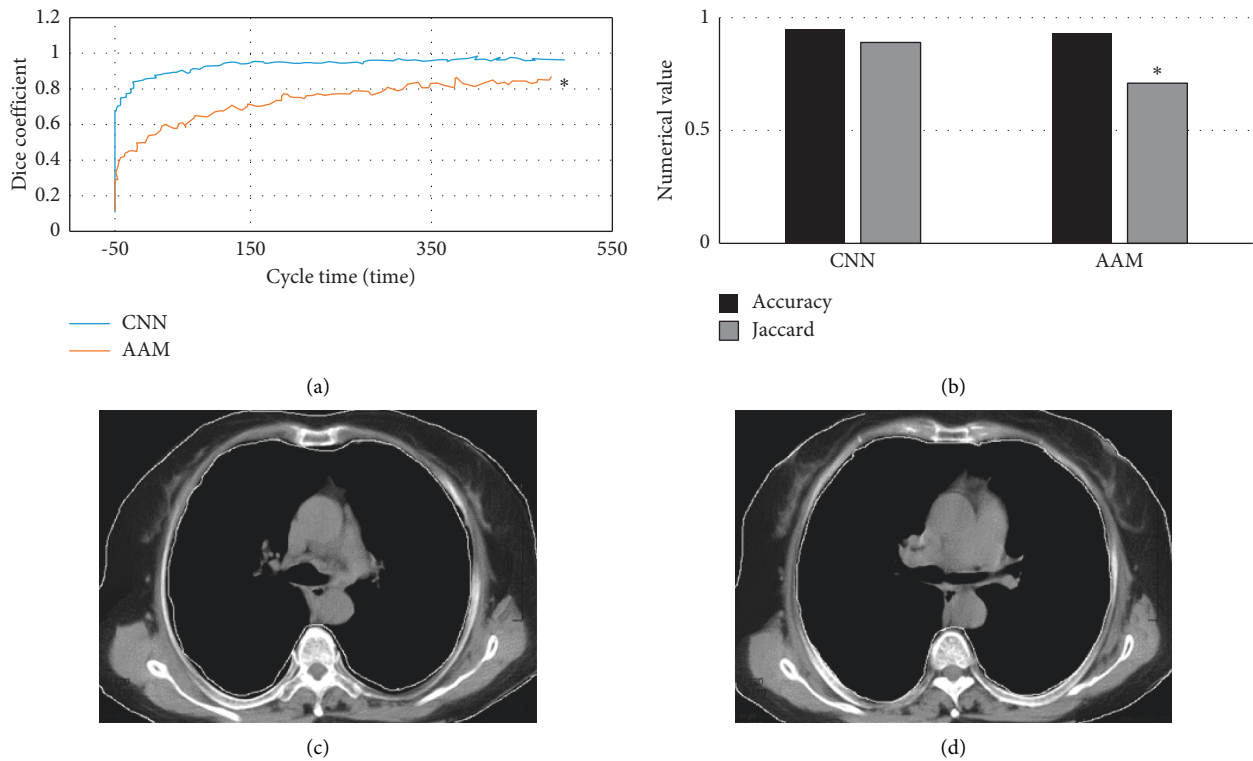 1.2
1
0.8
0.6
0.4
0.2
0
Dice coefficient
*
-50 150 350 550
Cycle time (time)
CNN
AAM
(a)
1
0.5
0
Numerical value
*
CNN AAM
Accuracy
Jaccard
(b)
(c)
(d)